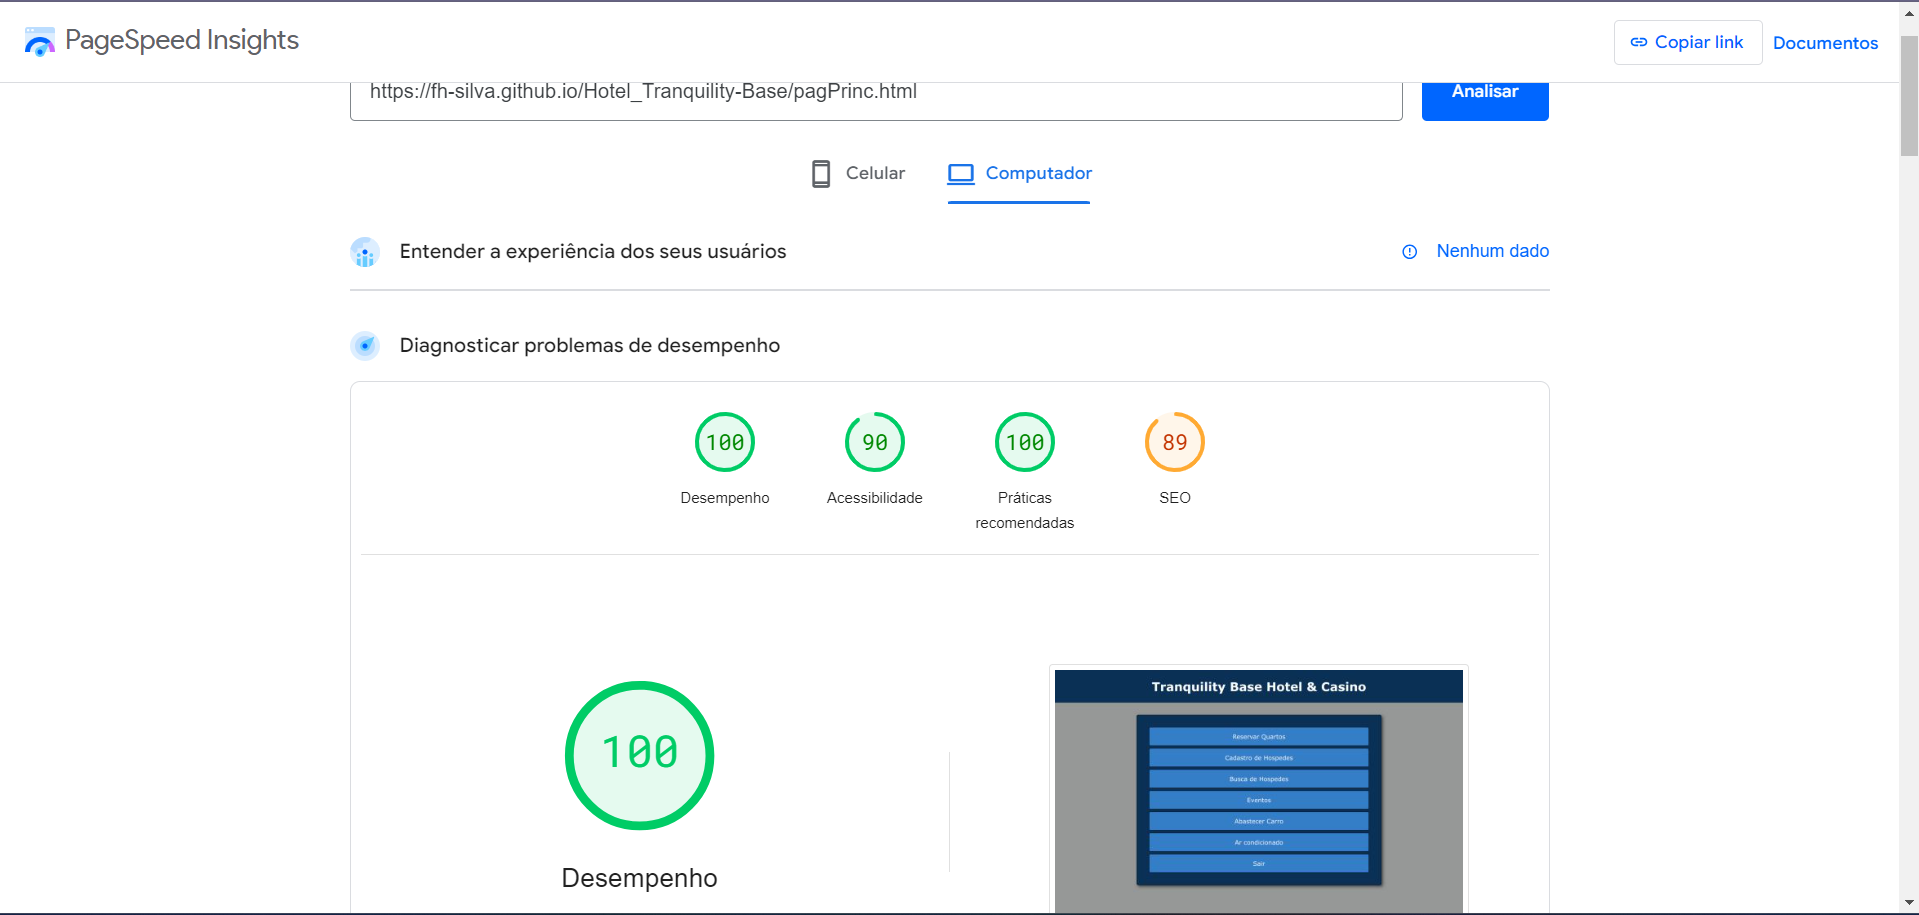 PageSpeed Insights
Copiar link
Documentos
https://fh-silva.github.io/Hotel_Tranquility-Base/pagPrinc.html
Analisar
Celular
Computador
Entender a experiência dos seus usuários
Nenhum dado
Diagnosticar problemas de desempenho
100
90
100
89
Desempenho
Acessibilidade
Práticas
recomendadas
SEO
100
Desempenho
Tranquility Base Hotel & Casino
Reservar Quartos
Cadastro de Hospedes
Busca de Hospedes
Eventos
Abastecer Carro
Ar condicionado
Sair